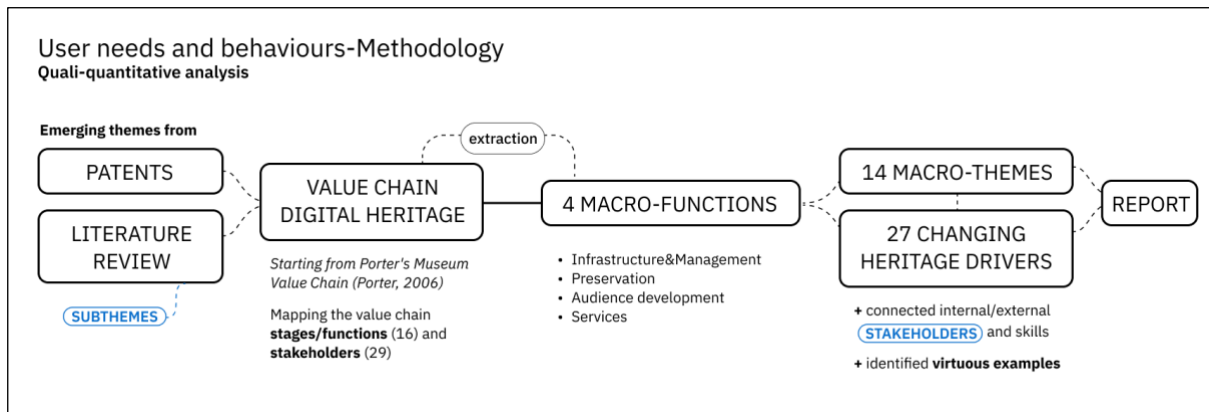 User needs and behaviours-Methodology
Quali-quantitative analysis
Emerging themes from
PATENTS
LITERATURE
REVIEW
SUBTHEMES
VALUE CHAIN
DIGITAL HERITAGE
Starting from Porter's Museum
Value Chain (Porter, 2006)
Mapping the value chain
stages/functions (16) and
stakeholders (29)
extraction
4 MACRO-FUNCTIONS
• Infrastructure&Management
• Preservation
• Audience development
• Services
14 MACRO-THEMES
27 CHANGING
HERITAGE DRIVERS
+ connected internal/external
STAKEHOLDERS and skills
+ identified virtuous examples
REPORT